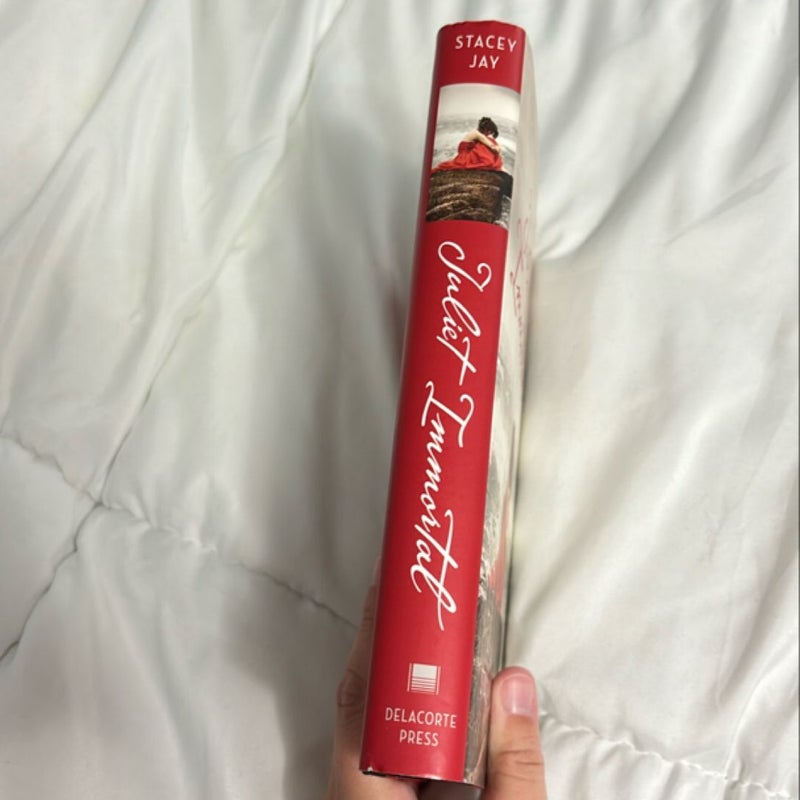 STACEY
JAY
Juliet Immortal
DELACORTE
PRESS